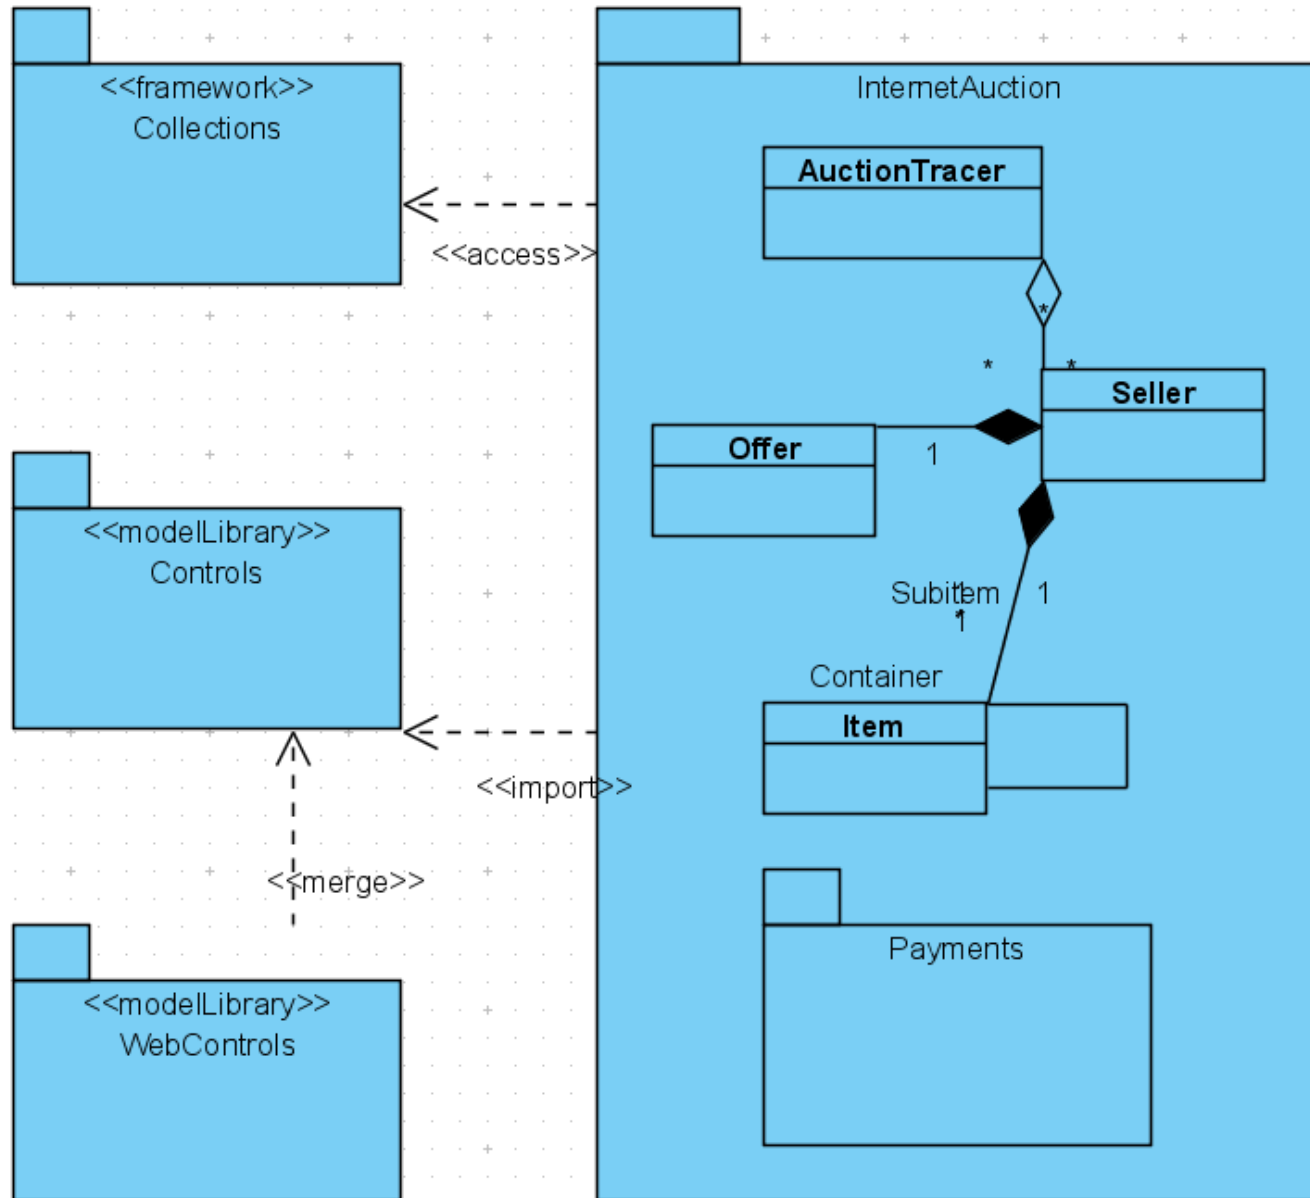 <<framework>>
Collections
InternetAuction
AuctionTracer
<<access>>
*
*
*
Seller
Offer
1
<<modelLibrary>>
Controls
Subitem
1
*
Container
Item
<<import>>
<<merge>>
Payments
<<modelLibrary>>
WebControls